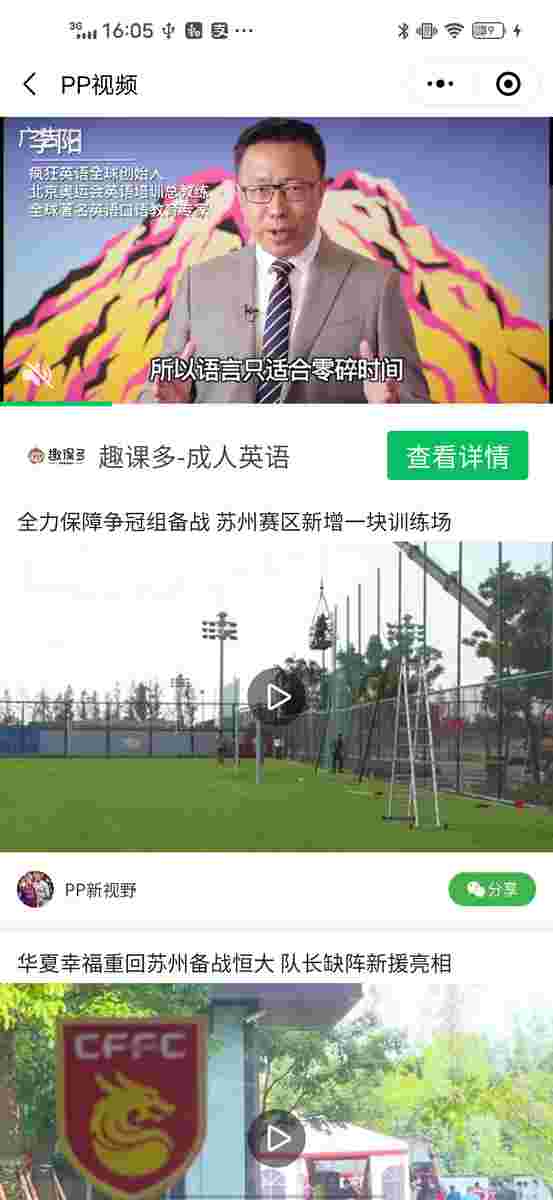 3G 16:05
PP视频
广告
李阳
疯狂英语全球创始人
北京奥运会英语培训总教练
全球著名英语口语教育专家
所以语言只适合零碎时间
趣课多 趣课多-成人英语 查看详情
全力保障争冠组备战 苏州赛区新增一块训练场
PP新视野 分享
华夏幸福重回苏州备战恒大 队长缺阵新援亮相
CFFC